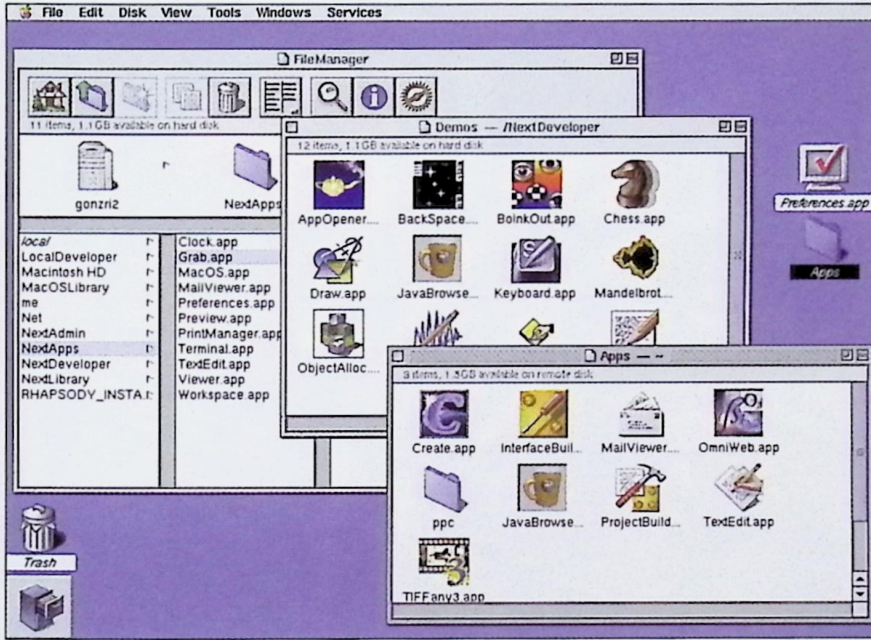 File Edit Disk View Tools Windows Services
FileManager
11 items, 1.1GB available on hard disk
gonzri2
NextApps
local
LocalDeveloper
Macintosh HD
MacOSLibrary
me
Net
NextAdmin
NextApps
NextDeveloper
NextLibrary
RHAPSODY_INSTA
Clock.app
Grab.app
MacOS.app
MailViewer.app
Preferences.app
Preview.app
PrintManager.app
Terminal.app
TextEdit.app
Viewer.app
Workspace.app
Demos — /NextDeveloper
12 items, 1.1GB available on hard disk
AppOpener... BackSpace... BoinkOut.app Chess.app
Draw.app JavaBrowse... Keyboard.app Mandelbrot...
ObjectAlloc...
Apps — ~
9 items, 1.5GB available on remote disk
Create.app InterfaceBuil... MailViewer... OmniWeb.app
ppc JavaBrowse... ProjectBuild... TextEdit.app
TIFFany3.app
Preferences.app
Apps
Trash